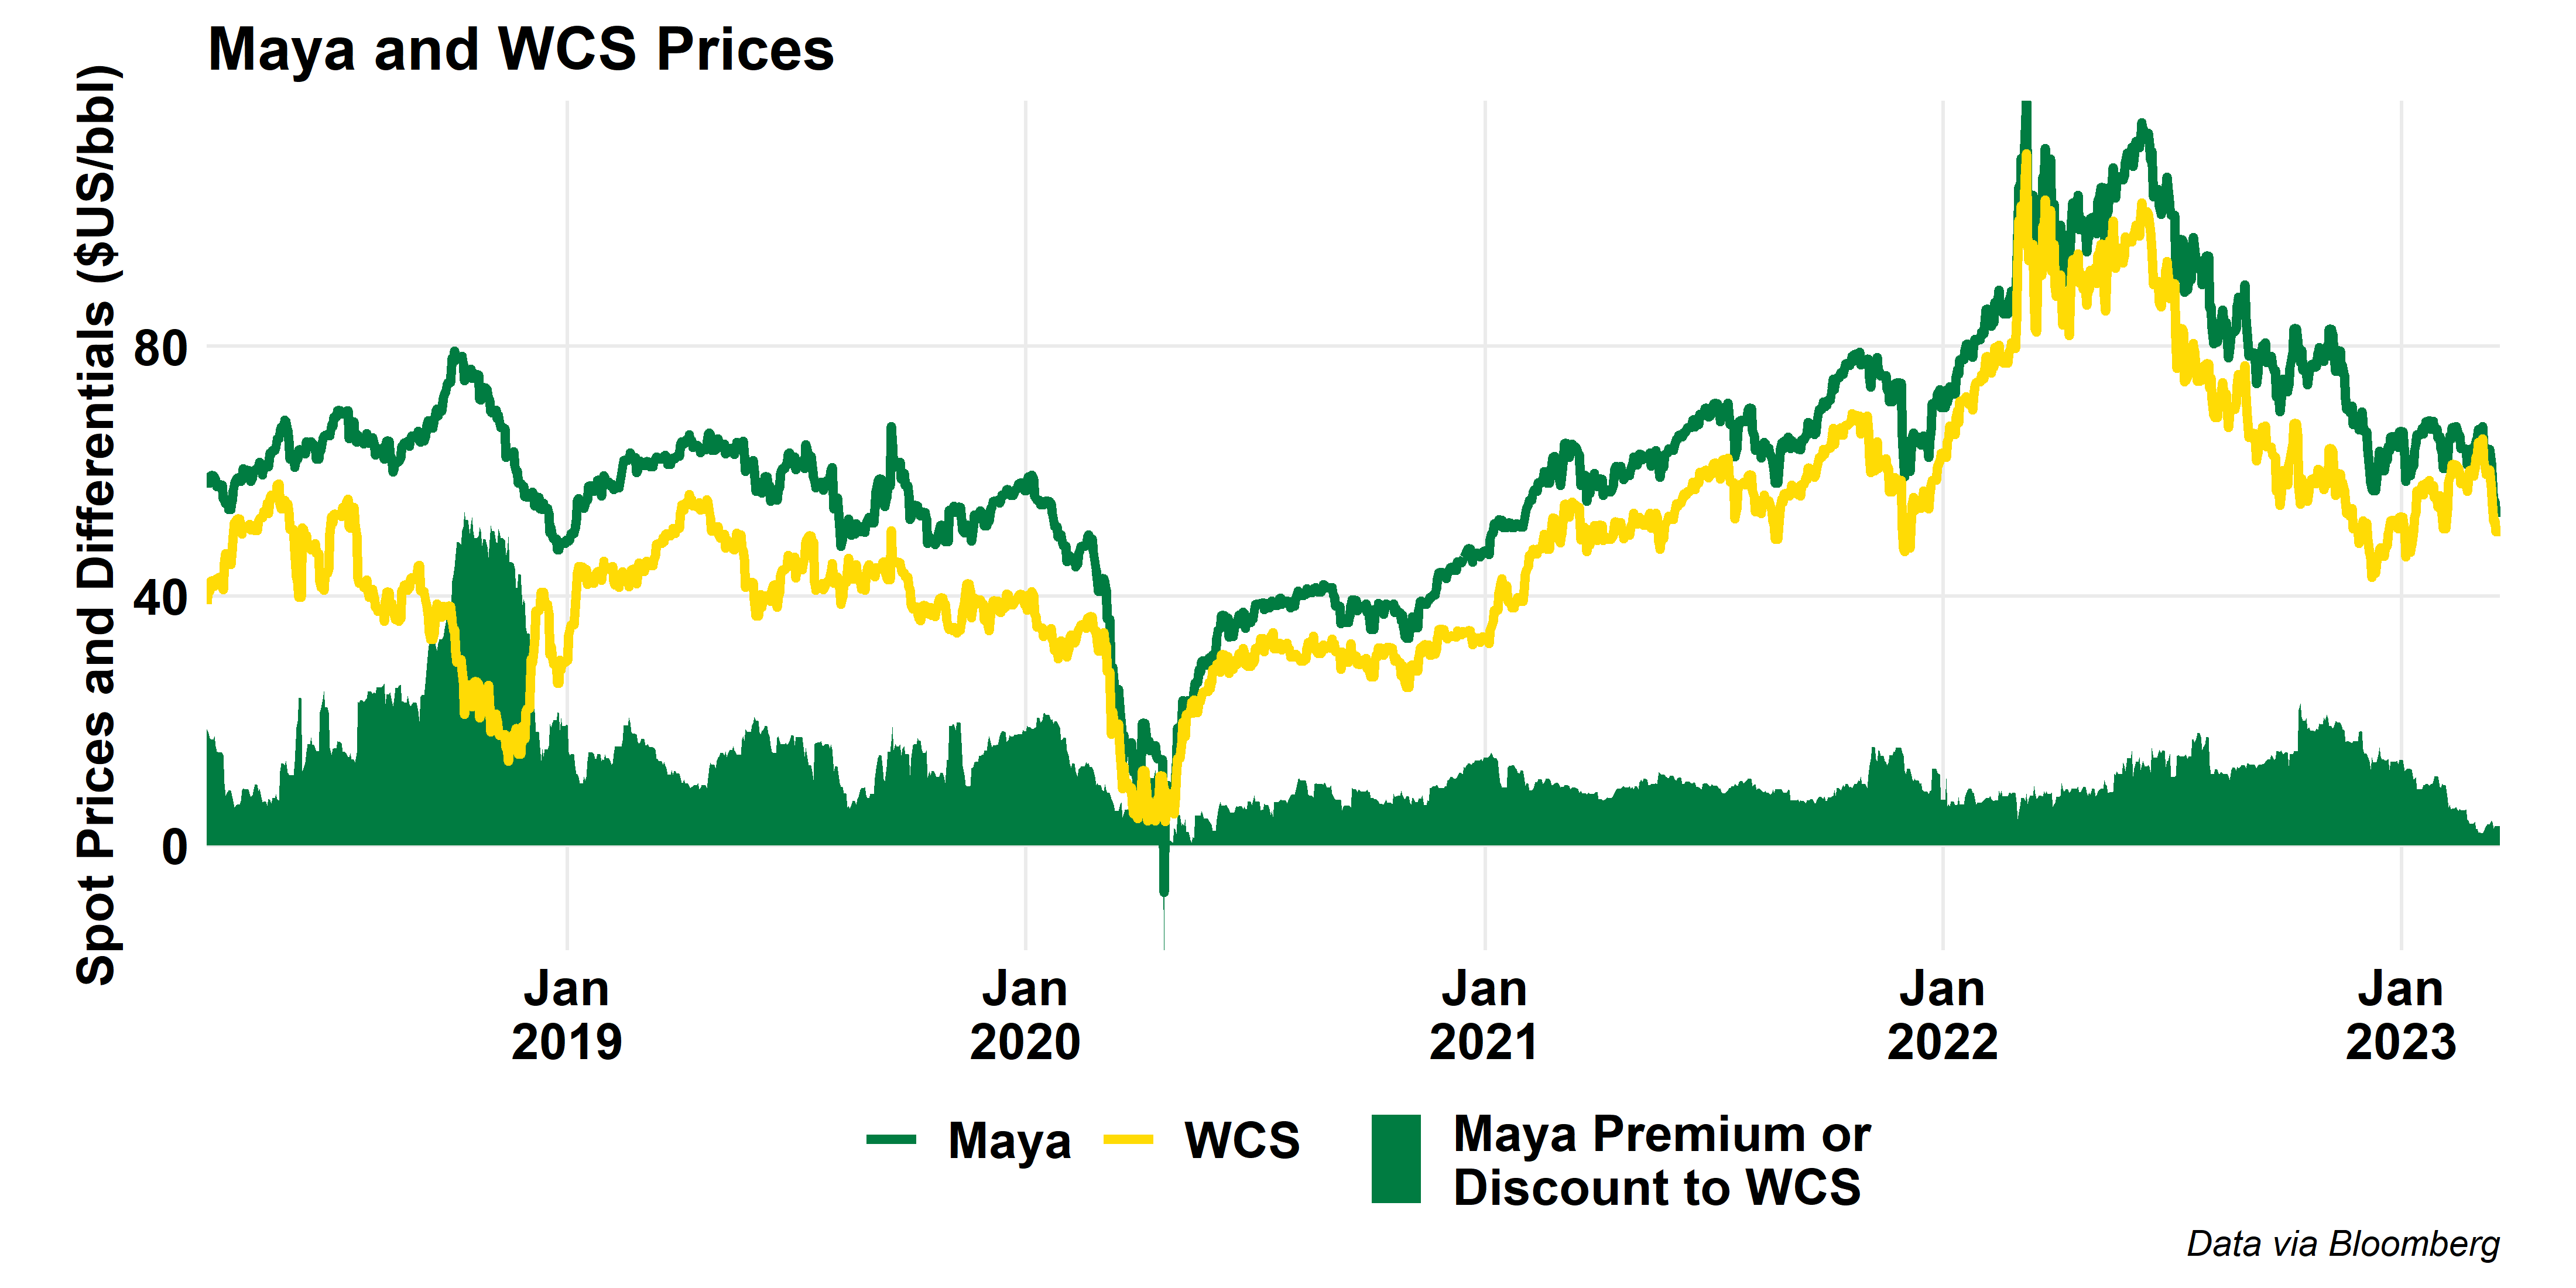 Maya and WCS Prices
Spot Prices and Differentials ($US/bbl)
80
40
0
Jan
2019
Jan
2020
Jan
2021
Jan
2022
Jan
2023
Maya
WCS
Maya Premium or
Discount to WCS
Data via Bloomberg